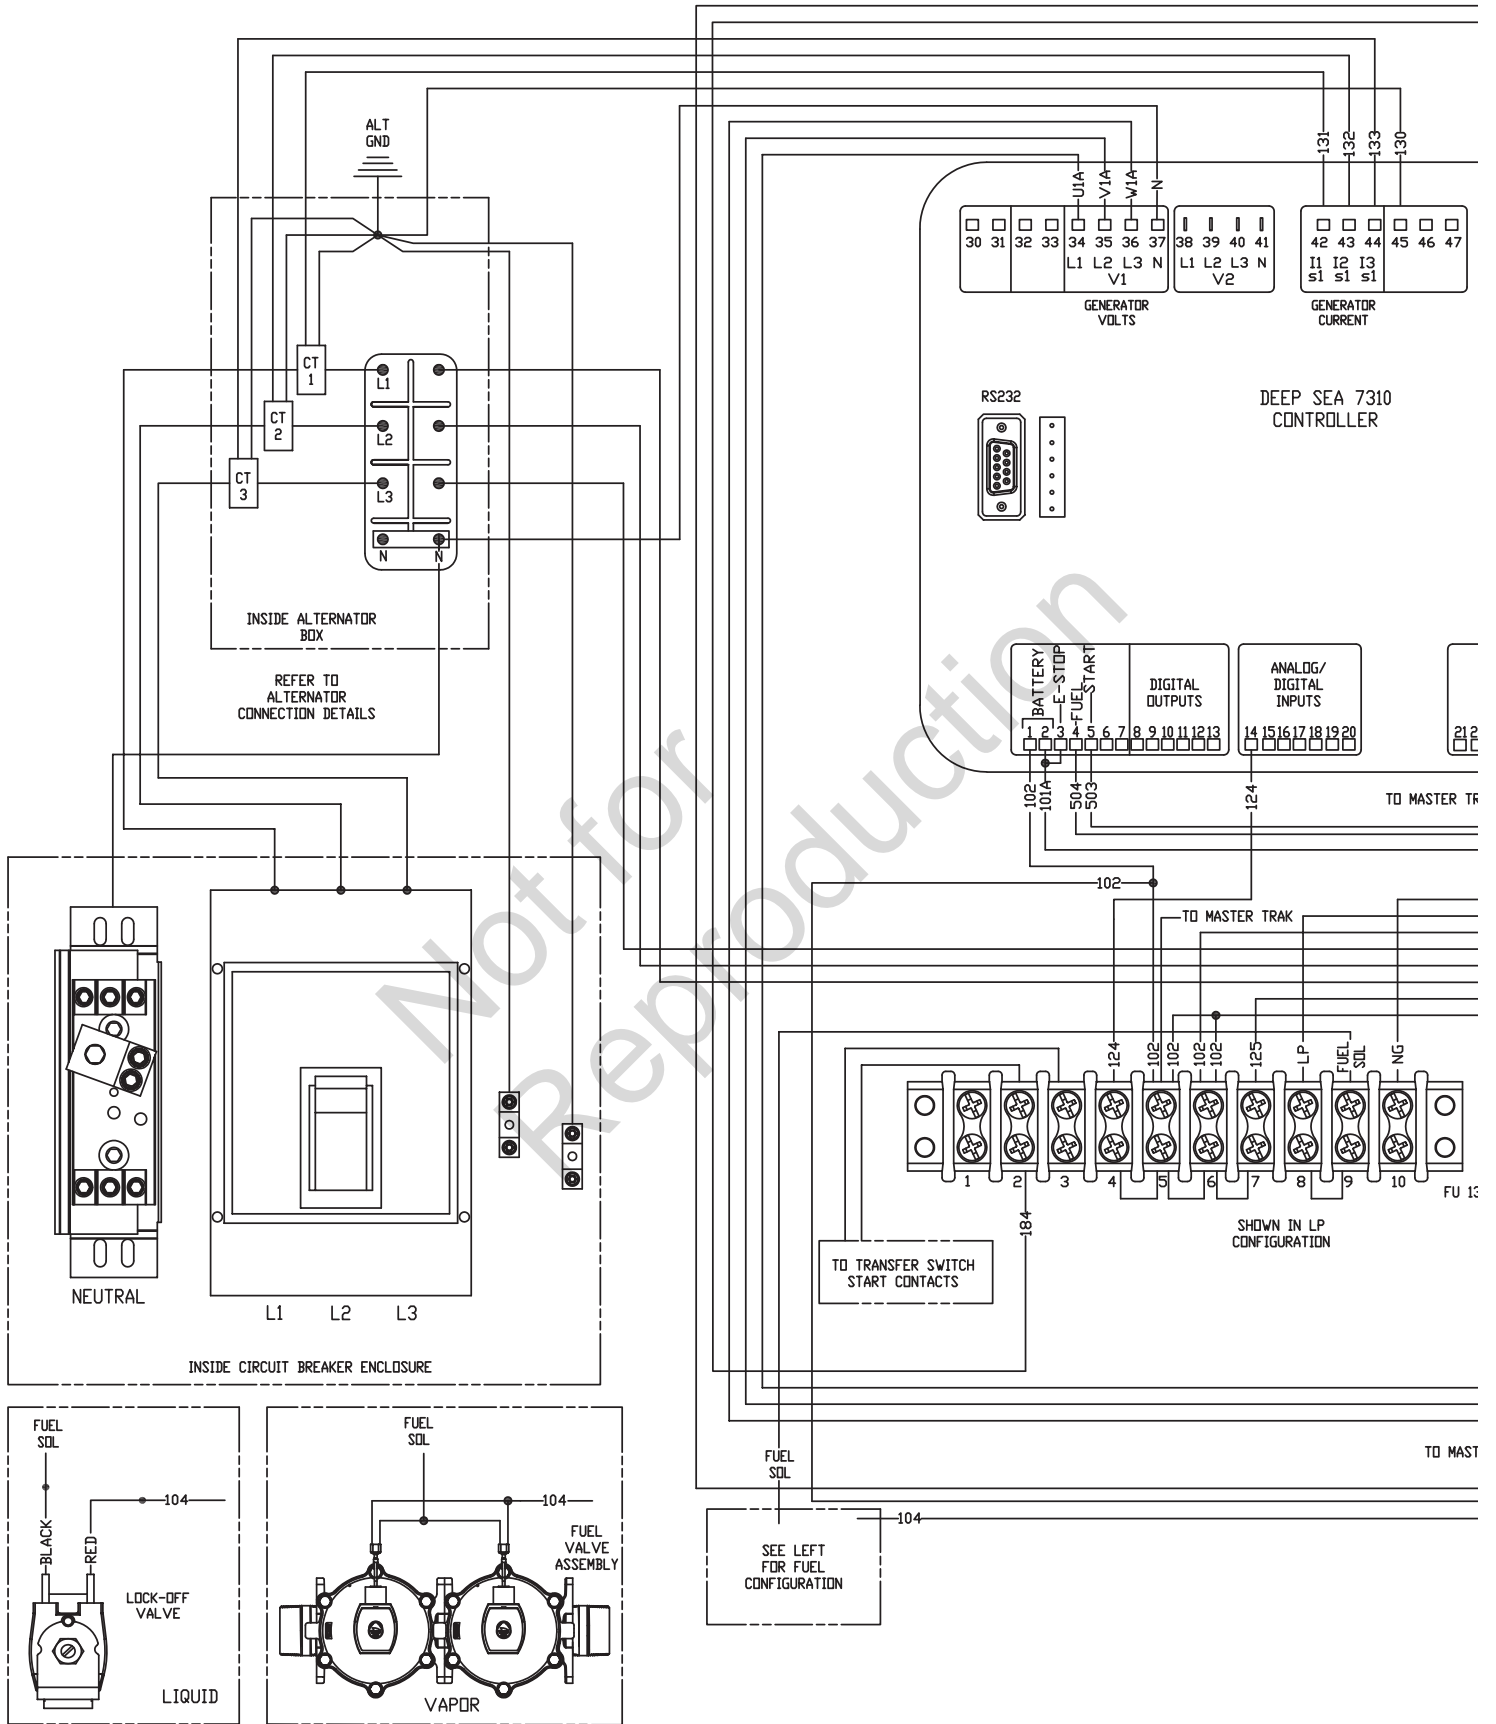 ALT
GND
131
132
133
130
U1A
V1A
W1A
N
30 31 32 33 34 35 36 37
L1 L2 L3 N
V1
38 39 40 41
L1 L2 L3 N
V2
42 43 44 45 46 47
I1 I2 I3
s1 s1 s1
GENERATOR
VOLTS
GENERATOR
CURRENT
CT
1
CT
2
CT
3
L1
L2
L3
N N
RS232
DEEP SEA 7310
CONTROLLER
INSIDE ALTERNATOR
BOX
REFER TO
ALTERNATOR
CONNECTION DETAILS
BATTERY
E-STOP
FUEL
START
DIGITAL
OUTPUTS
ANALOG/
DIGITAL
INPUTS
1 2 3 4 5 6 7 8 9 10 11 12 13
14 15 16 17 18 19 20
21
102
101A
504
503
124
TO MASTER TR
102
TO MASTER TRAK
Not for
Reproduction
124
102
102
102
102
125
LP
FUEL
SOL
NG
1 2 3 4 5 6 7 8 9 10
FU 13
184
SHOWN IN LP
CONFIGURATION
TO TRANSFER SWITCH
START CONTACTS
NEUTRAL
L1 L2 L3
INSIDE CIRCUIT BREAKER ENCLOSURE
FUEL
SOL
104
BLACK
RED
LOCK-OFF
VALVE
LIQUID
FUEL
SOL
104
FUEL
VALVE
ASSEMBLY
VAPOR
FUEL
SOL
104
SEE LEFT
FOR FUEL
CONFIGURATION
TO MAST